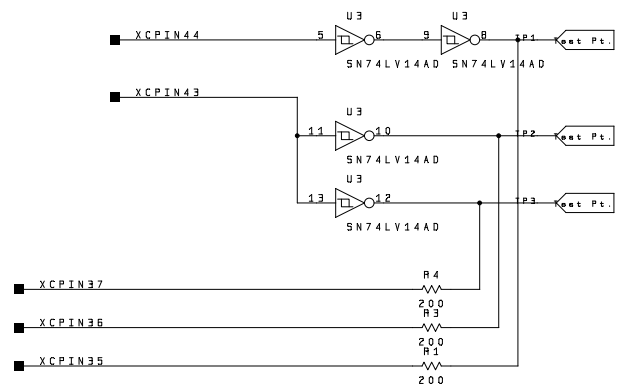 U3 U3
XCPIN44 5 6 9 8 TP1 Test Pt.
SN74LV14AD SN74LV14AD
XCPIN43
U3
11 10 TP2 Test Pt.
SN74LV14AD
U3
13 12 TP3 Test Pt.
SN74LV14AD
R4
XCPIN37
200
R3
XCPIN36
200
R1
XCPIN35
200